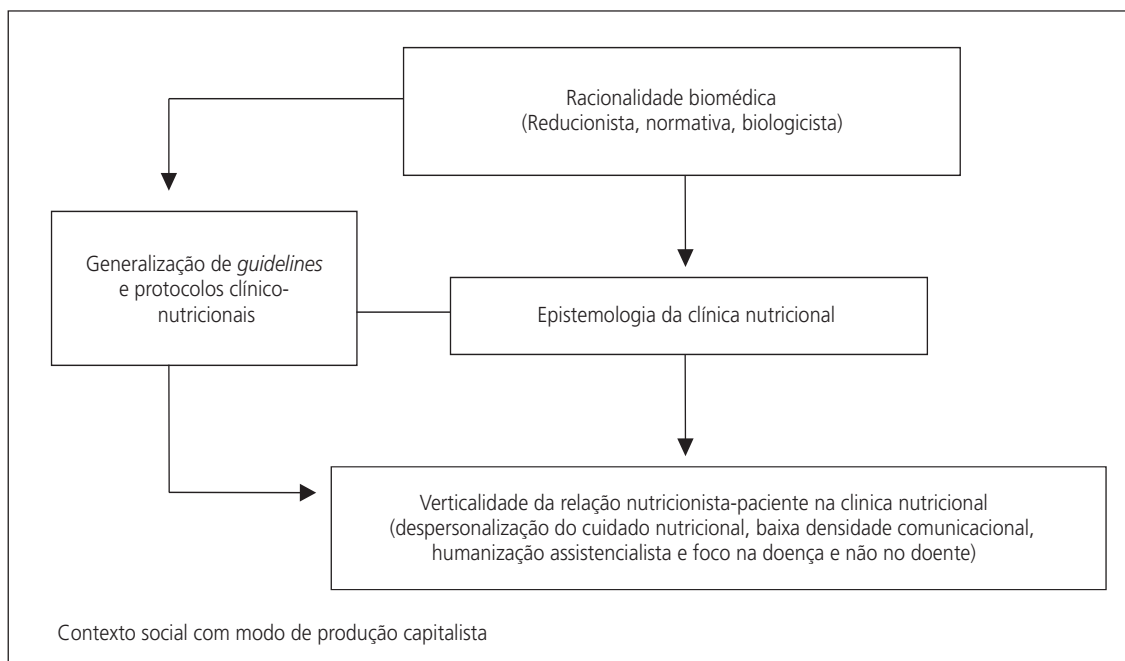 Racionalidade biomédica
(Reducionista, normativa, biologicista)
Generalização de guidelines
e protocolos clínico-
nutricionais
Epistemologia da clínica nutricional
Verticalidade da relação nutricionista-paciente na clinica nutricional
(despersonalização do cuidado nutricional, baixa densidade comunicacional,
humanização assistencialista e foco na doença e não no doente)
Contexto social com modo de produção capitalista